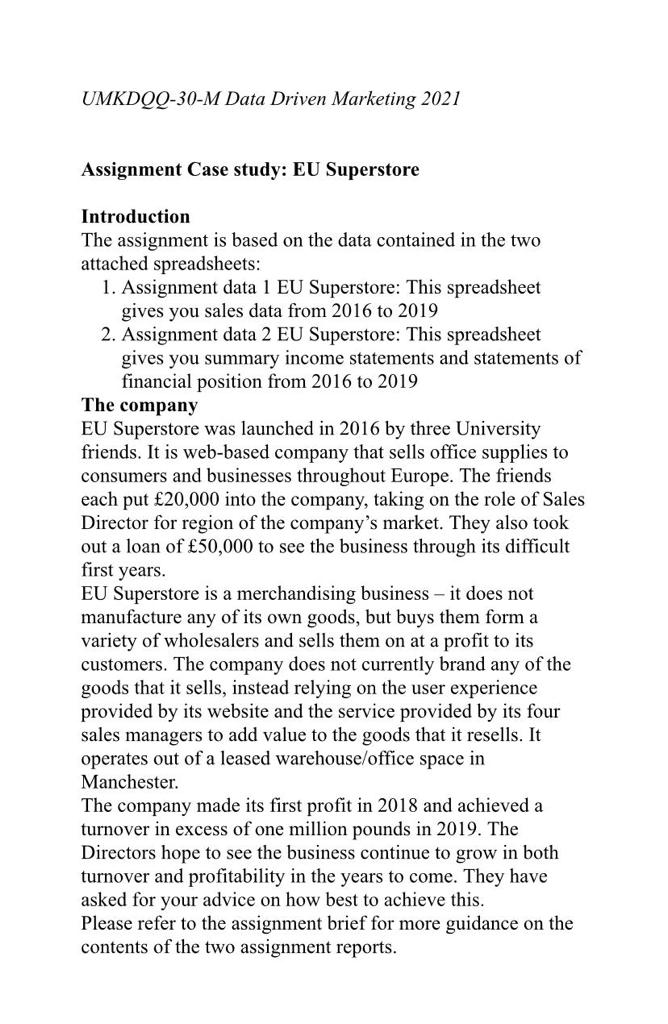 UMKDQQ-30-M Data Driven Marketing 2021
Assignment Case study: EU Superstore
Introduction
The assignment is based on the data contained in the two
attached spreadsheets:
1. Assignment data 1 EU Superstore: This spreadsheet
gives you sales data from 2016 to 2019
2. Assignment data 2 EU Superstore: This spreadsheet
gives you summary income statements and statements of
financial position from 2016 to 2019
The company
EU Superstore was launched in 2016 by three University
friends. It is web-based company that sells office supplies to
consumers and businesses throughout Europe. The friends
each put £20,000 into the company, taking on the role of Sales
Director for region of the company’s market. They also took
out a loan of £50,000 to see the business through its difficult
first years.
EU Superstore is a merchandising business – it does not
manufacture any of its own goods, but buys them form a
variety of wholesalers and sells them on at a profit to its
customers. The company does not currently brand any of the
goods that it sells, instead relying on the user experience
provided by its website and the service provided by its four
sales managers to add value to the goods that it resells. It
operates out of a leased warehouse/office space in
Manchester.
The company made its first profit in 2018 and achieved a
turnover in excess of one million pounds in 2019. The
Directors hope to see the business continue to grow in both
turnover and profitability in the years to come. They have
asked for your advice on how best to achieve this.
Please refer to the assignment brief for more guidance on the
contents of the two assignment reports.